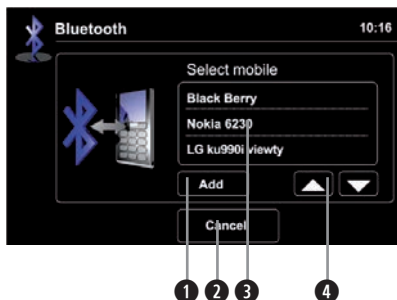 Bluetooth 10:16
Select mobile
Black Berry
Nokia 6230
LG ku990i viewty
Add
Cancel
1 2 3 4